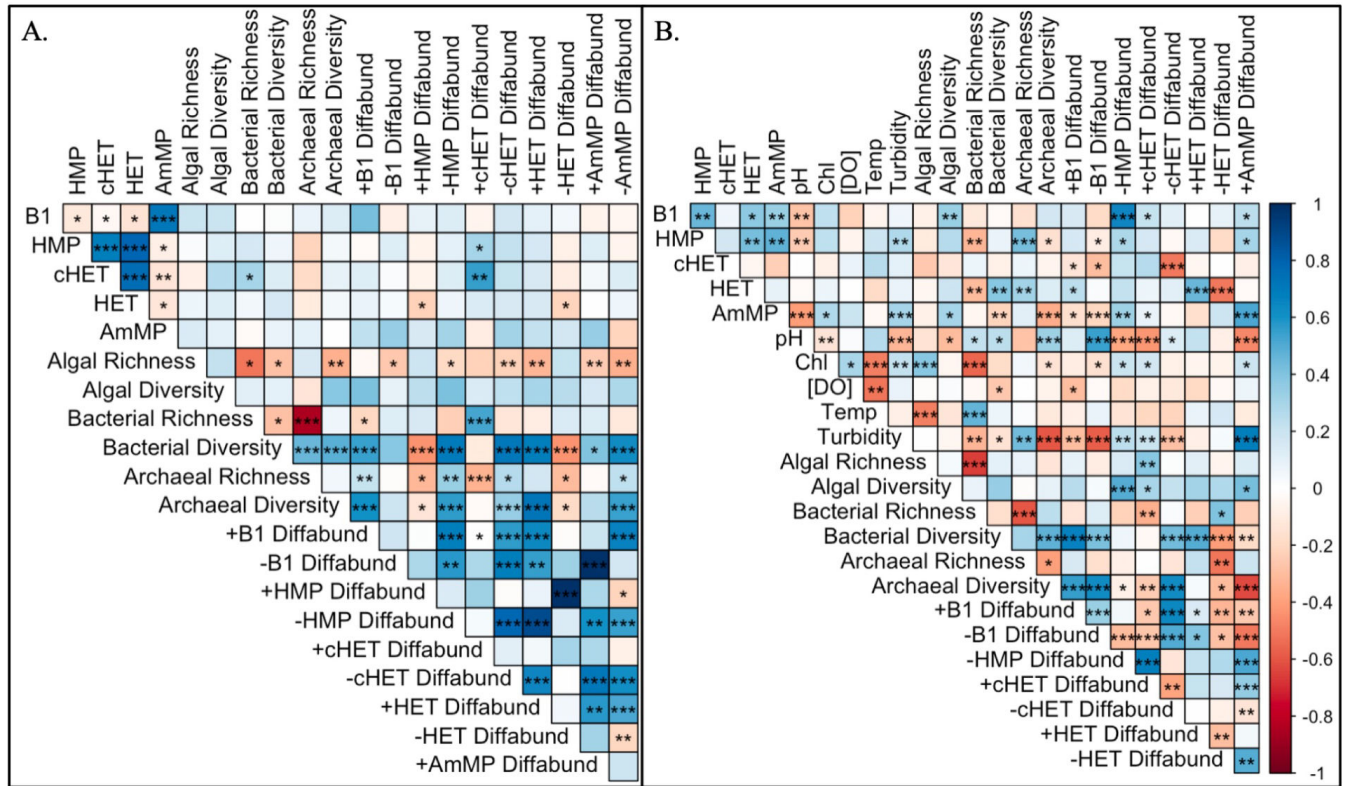 A.
HMP
cHET
HET
AmMP
Algal Richness
Algal Diversity
Bacterial Richness
Bacterial Diversity
Archaeal Richness
Archaeal Diversity
+B1 Diffabund
-B1 Diffabund
+HMP Diffabund
-HMP Diffabund
+cHET Diffabund
-cHET Diffabund
+HET Diffabund
-HET Diffabund
+AmMP Diffabund
-AmMP Diffabund
B1 * * * ***
HMP *** *** * *
cHET *** ** * **
HET * * *
AmMP
Algal Richness * * ** * * ** ** ** **
Algal Diversity
Bacterial Richness * *** * ***
Bacterial Diversity *** *** *** *** *** *** *** *** * ***
Archaeal Richness ** * ** *** * * *
Archaeal Diversity *** * *** *** *** * ***
+B1 Diffabund *** * *** *** ***
-B1 Diffabund ** *** ** ***
+HMP Diffabund *** *
-HMP Diffabund *** *** ** ***
+cHET Diffabund
-cHET Diffabund *** *** ***
+HET Diffabund ** ***
-HET Diffabund **
+AmMP Diffabund
B.
HMP
cHET
HET
AmMP
pH
Chl
[DO]
Temp
Turbidity
Algal Richness
Algal Diversity
Bacterial Richness
Bacterial Diversity
Archaeal Richness
Archaeal Diversity
+B1 Diffabund
-B1 Diffabund
-HMP Diffabund
+cHET Diffabund
-cHET Diffabund
+HET Diffabund
-HET Diffabund
+AmMP Diffabund
B1 ** * ** ** ** *** * *
HMP ** ** ** ** ** *** * * * *
cHET * * ***
HET ** ** ** * *** ***
AmMP *** * *** * ** *** * *** ** * ***
pH ** *** * * * *** *** *** *** * ***
Chl * *** ** *** *** * * * * *
[DO] ** * *
Temp *** ***
Turbidity ** * ** *** ** *** ** ** *** ***
Algal Richness *** **
Algal Diversity *** * *
Bacterial Richness *** ** *
Bacterial Diversity *** *** *** *** *** *** **
Archaeal Richness * **
Archaeal Diversity *** *** * ** *** * ***
+B1 Diffabund *** * *** * ** **
-B1 Diffabund *** *** *** * * ***
-HMP Diffabund *** ***
+cHET Diffabund ** ***
-cHET Diffabund **
+HET Diffabund **
-HET Diffabund **
1
0.8
0.6
0.4
0.2
0
-0.2
-0.4
-0.6
-0.8
-1